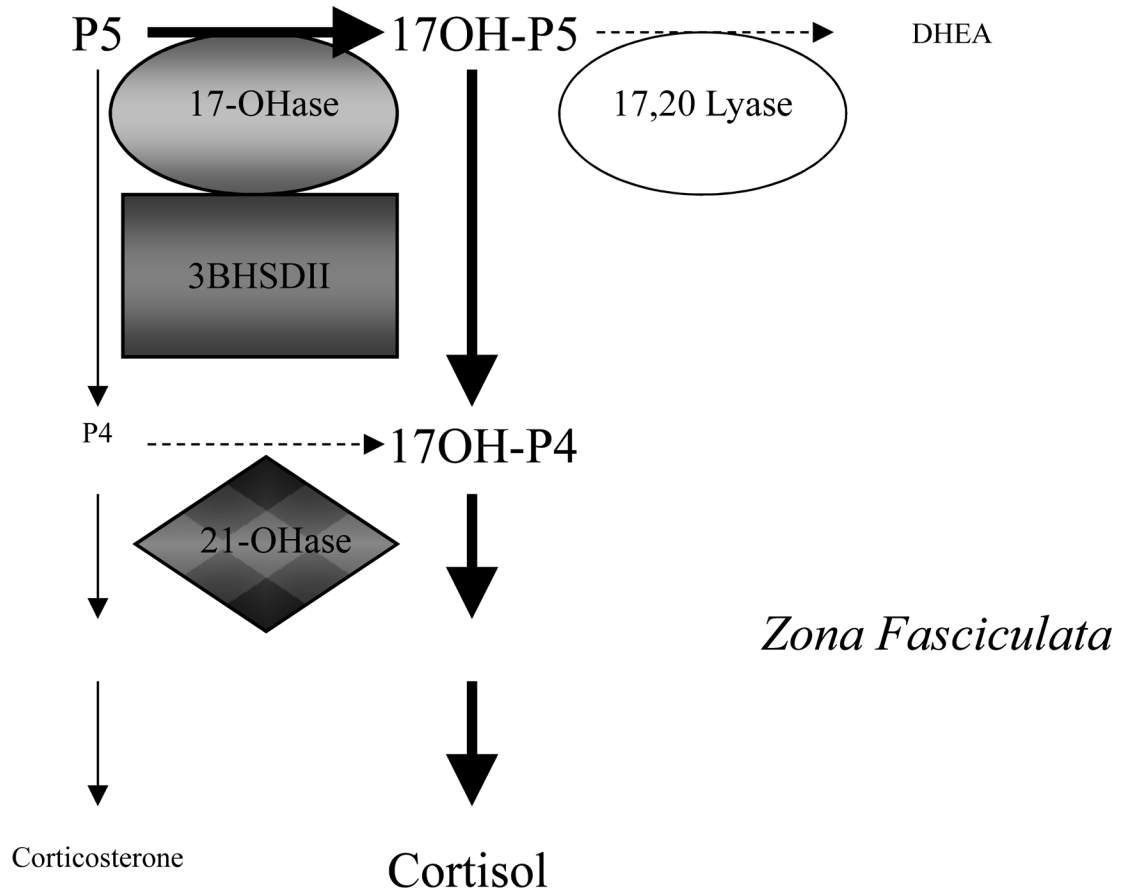 P5
17OH-P5
DHEA
17-OHase
17,20 Lyase
3BHSDII
P4
17OH-P4
21-OHase
Zona Fasciculata
Corticosterone
Cortisol